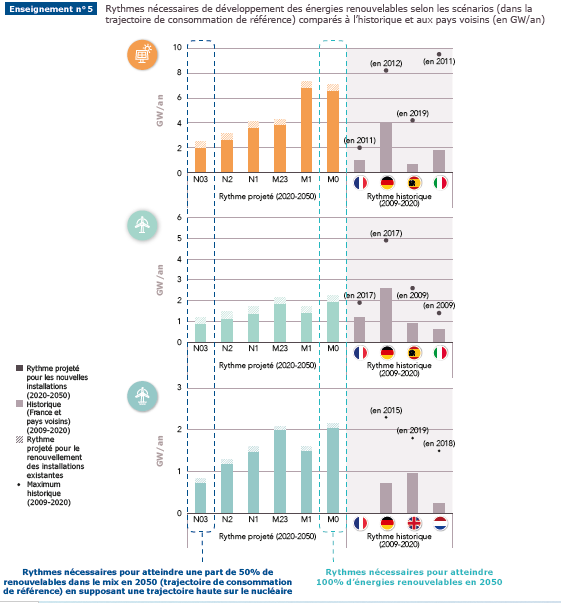 Enseignement n° 5
Rythmes nécessaires de développement des énergies renouvelables selon les scénarios (dans la
trajectoire de consommation de référence) comparés à l'historique et aux pays voisins (en GW/an)
10
8
6
4
2
0
GW/an
(en 2011)
(en 2012)
(en 2019)
(en 2011)
N03 N2 N1 M23 M1 M0
Rythme projeté (2020-2050)
Rythme historique
(2009-2020)
6
5
4
3
2
1
0
GW/an
(en 2017)
(en 2017)
(en 2009)
(en 2009)
N03 N2 N1 M23 M1 M0
Rythme projeté (2020-2050)
Rythme historique
(2009-2020)
3
2
1
0
GW/an
(en 2015)
(en 2019)
(en 2018)
N03 N2 N1 M23 M1 M0
Rythme projeté (2020-2050)
Rythme historique
(2009-2020)
Rythme projeté
pour les nouvelles
installations
(2020-2050)
Historique
(France et
pays voisins)
(2009-2020)
Rythme
projeté pour le
renouvellement
des installations
existantes
Maximum
historique
(2009-2020)
Rythmes nécessaires pour atteindre une part de 50% de
renouvelables dans le mix en 2050 (trajectoire de consommation
de référence) en supposant une trajectoire haute sur le nucléaire
Rythmes nécessaires pour atteindre
100% d'énergies renouvelables en 2050